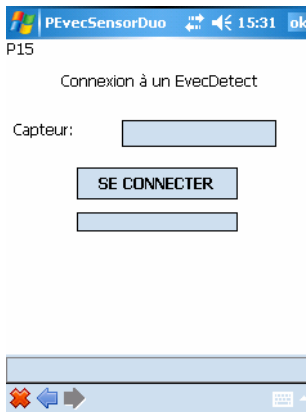 PEvecSensorDuo 15:31 ok
P15
Connexion à un EvecDetect
Capteur:
SE CONNECTER